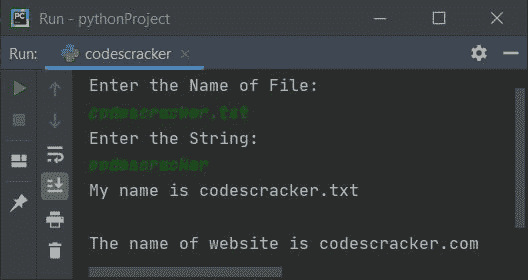 PC
Run - pythonProject
Run: codescracker
Enter the Name of File:
codescracker.txt
Enter the String:
codescracker
My name is codescracker.txt
The name of website is codescracker.com